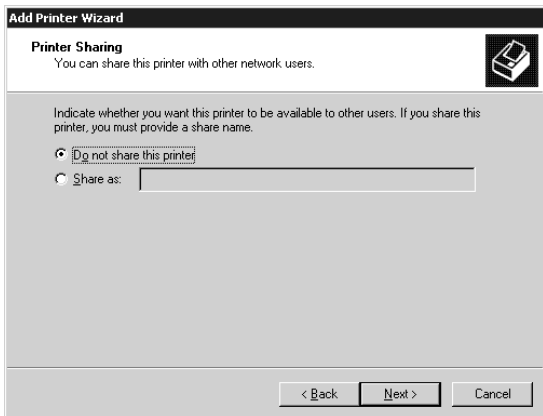 Add Printer Wizard
Printer Sharing
You can share this printer with other network users.
Indicate whether you want this printer to be available to other users. If you share this
printer, you must provide a share name.
Do not share this printer
Share as:
< Back
Next >
Cancel